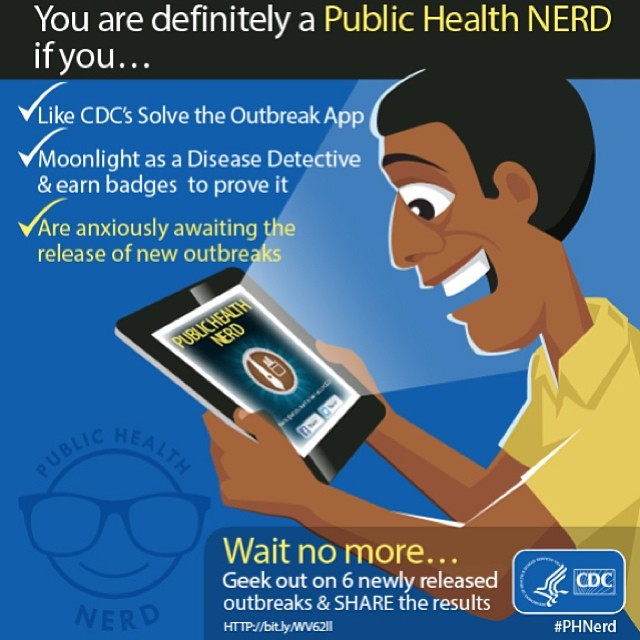 You are definitely a Public Health NERD
if you...
Like CDC's Solve the Outbreak App
Moonlight as a Disease Detective
& earn badges to prove it
Are anxiously awaiting the
release of new outbreaks
PUBLIC HEALTH
NERD
PUBLIC HEALTH
NERD
Wait no more...
Geek out on 6 newly released
outbreaks & SHARE the results
HTTP://bit.ly/WV62ll
CDC
#PHNerd